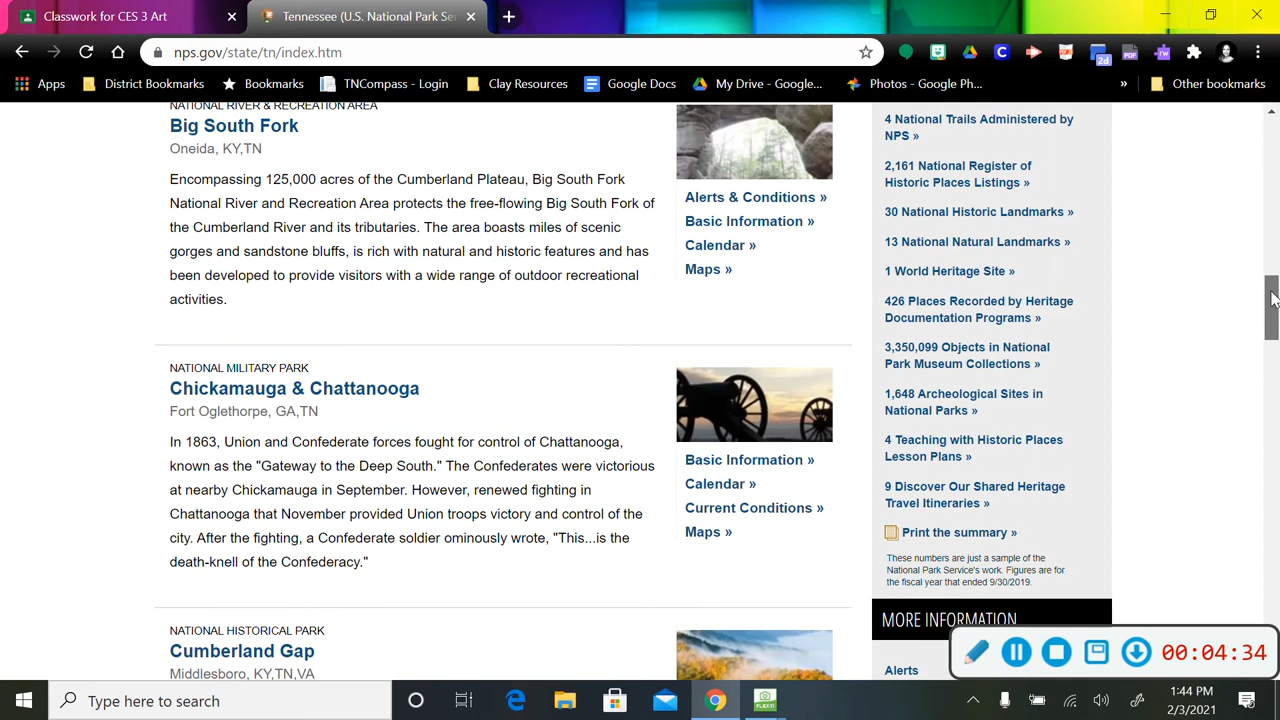 Classwork for CES 3 Art
Tennessee (U.S. National Park Ser
nps.gov/state/tn/index.htm
2d
PDF
rw
Apps
District Bookmarks
Bookmarks
TNCompass - Login
Clay Resources
Google Docs
My Drive - Google...
Photos - Google Ph...
»
Other bookmarks
NATIONAL RIVER & RECREATION AREA
Big South Fork
Oneida, KY,TN
Encompassing 125,000 acres of the Cumberland Plateau, Big South Fork
National River and Recreation Area protects the free-flowing Big South Fork of
the Cumberland River and its tributaries. The area boasts miles of scenic
gorges and sandstone bluffs, is rich with natural and historic features and has
been developed to provide visitors with a wide range of outdoor recreational
activities.
Alerts & Conditions »
Basic Information »
Calendar »
Maps »
NATIONAL MILITARY PARK
Chickamauga & Chattanooga
Fort Oglethorpe, GA,TN
In 1863, Union and Confederate forces fought for control of Chattanooga,
known as the "Gateway to the Deep South." The Confederates were victorious
at nearby Chickamauga in September. However, renewed fighting in
Chattanooga that November provided Union troops victory and control of the
city. After the fighting, a Confederate soldier ominously wrote, "This...is the
death-knell of the Confederacy."
Basic Information »
Calendar »
Current Conditions »
Maps »
NATIONAL HISTORICAL PARK
Cumberland Gap
Middlesboro, KY,TN,VA
4 National Trails Administered by
NPS »
2,161 National Register of
Historic Places Listings »
30 National Historic Landmarks »
13 National Natural Landmarks »
1 World Heritage Site »
426 Places Recorded by Heritage
Documentation Programs »
3,350,099 Objects in National
Park Museum Collections »
1,648 Archeological Sites in
National Parks »
4 Teaching with Historic Places
Lesson Plans »
9 Discover Our Shared Heritage
Travel Itineraries »
Print the summary »
These numbers are just a sample of the
National Park Service's work. Figures are for
the fiscal year that ended 9/30/2019.
MORE INFORMATION
Alerts
00:04:34
Type here to search
1:44 PM
2/3/2021